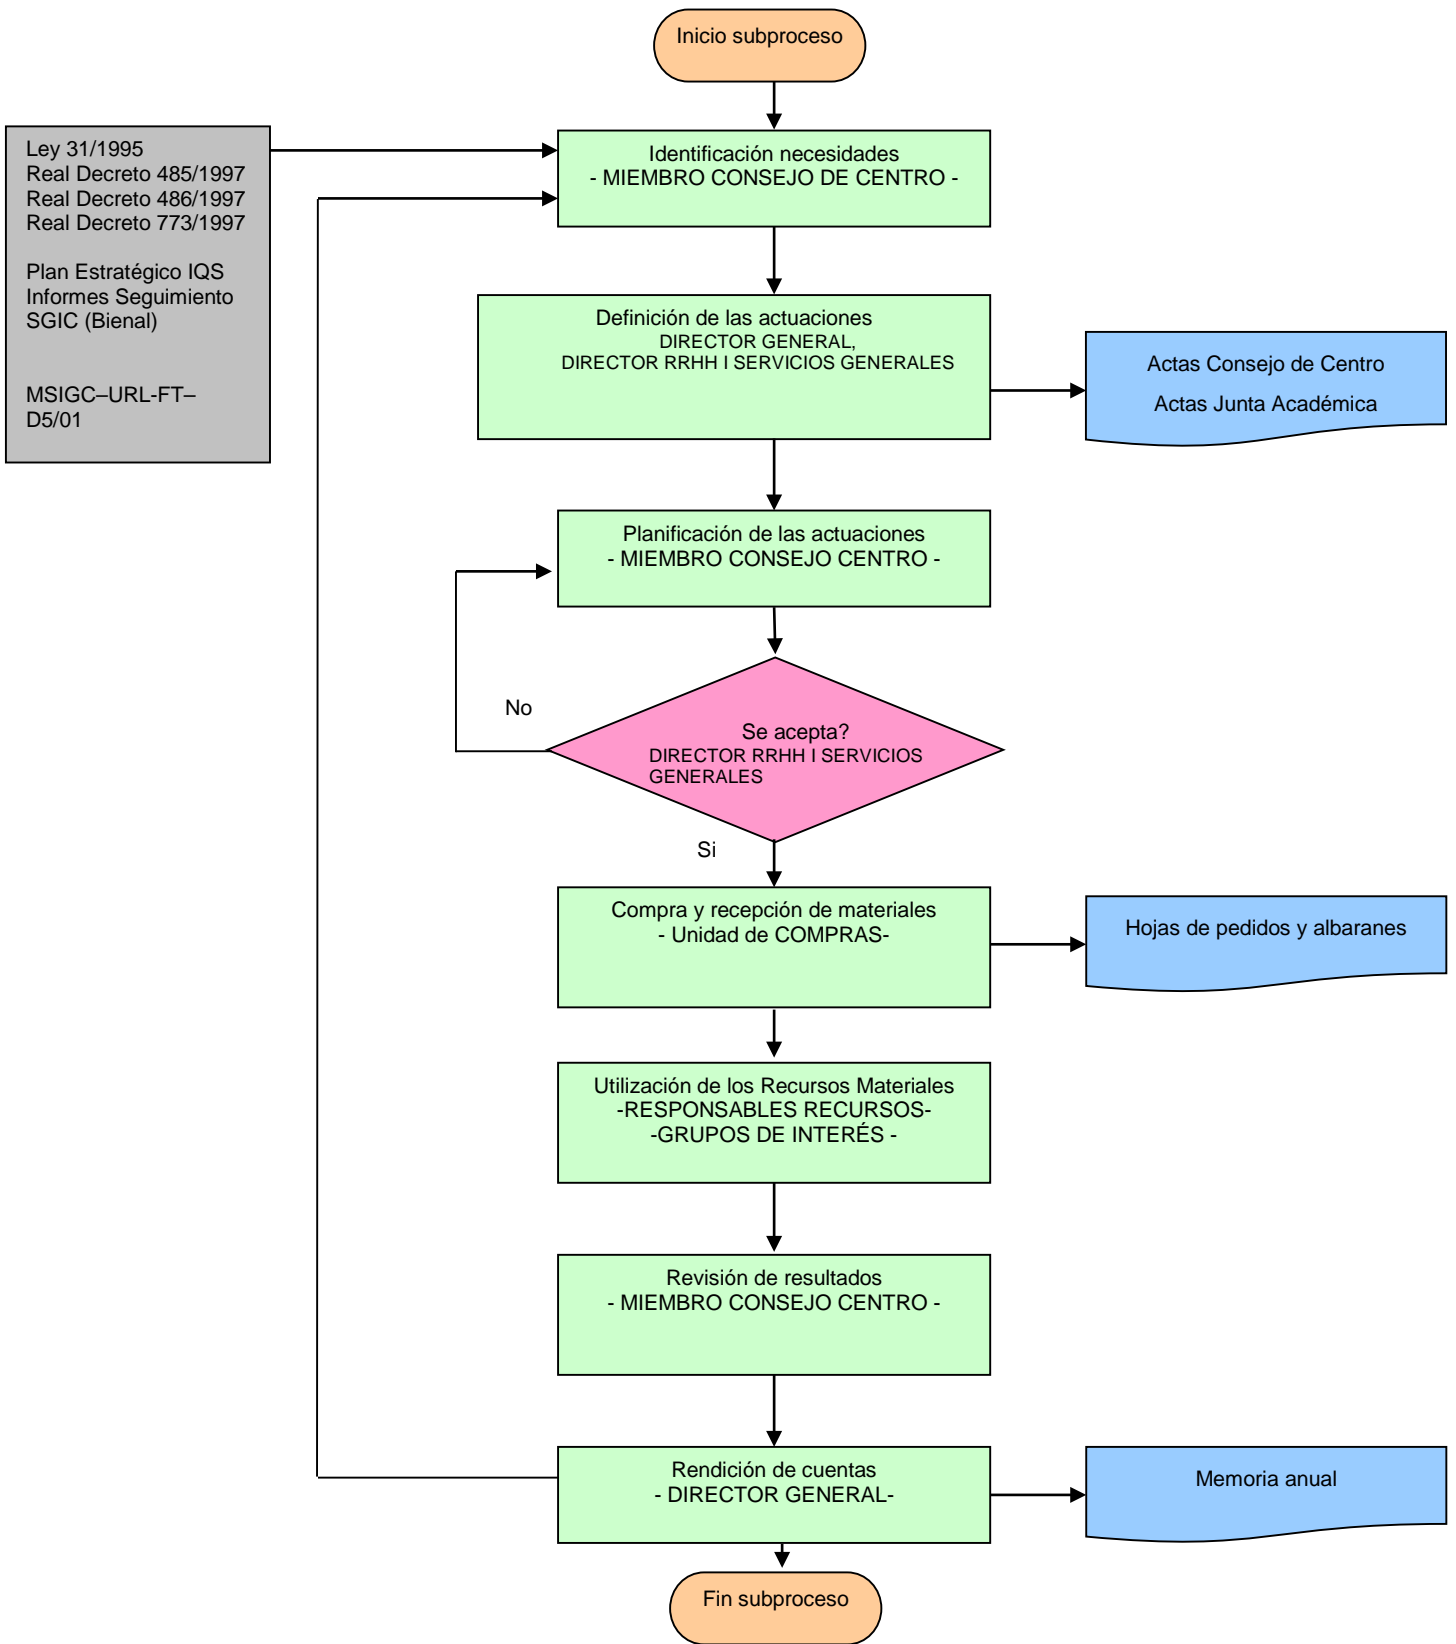 Inicio subproceso
Ley 31/1995
Real Decreto 485/1997
Real Decreto 486/1997
Real Decreto 773/1997
Plan Estratégico IQS
Informes Seguimiento
SGIC (Bienal)
MSIGC–URL-FT–
D5/01
Identificación necesidades
- MIEMBRO CONSEJO DE CENTRO -
Definición de las actuaciones
DIRECTOR GENERAL,
DIRECTOR RRHH I SERVICIOS GENERALES
Actas Consejo de Centro
Actas Junta Académica
Planificación de las actuaciones
- MIEMBRO CONSEJO CENTRO -
No
Se acepta?
DIRECTOR RRHH I SERVICIOS
GENERALES
Si
Compra y recepción de materiales
- Unidad de COMPRAS-
Hojas de pedidos y albaranes
Utilización de los Recursos Materiales
-RESPONSABLES RECURSOS-
-GRUPOS DE INTERÉS -
Revisión de resultados
- MIEMBRO CONSEJO CENTRO -
Rendición de cuentas
- DIRECTOR GENERAL-
Memoria anual
Fin subproceso